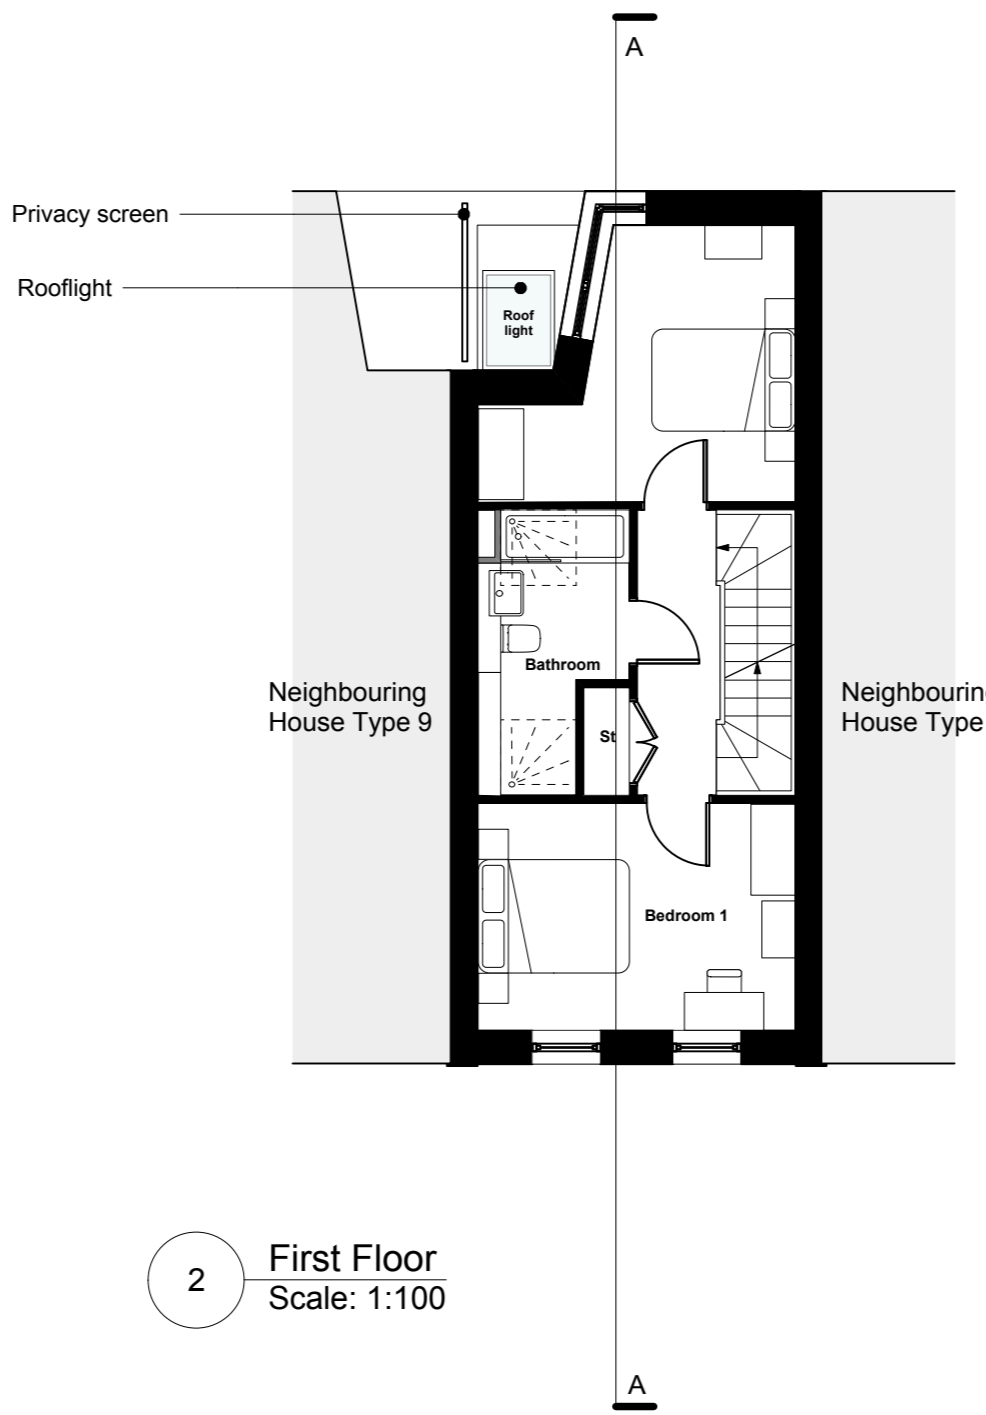 A
Privacy screen
Rooflight
Roof
light
Bathroom
Neighbouring
House Type 9
St
Neighbouring
House Type
Bedroom 1
2
First Floor
Scale: 1:100
A